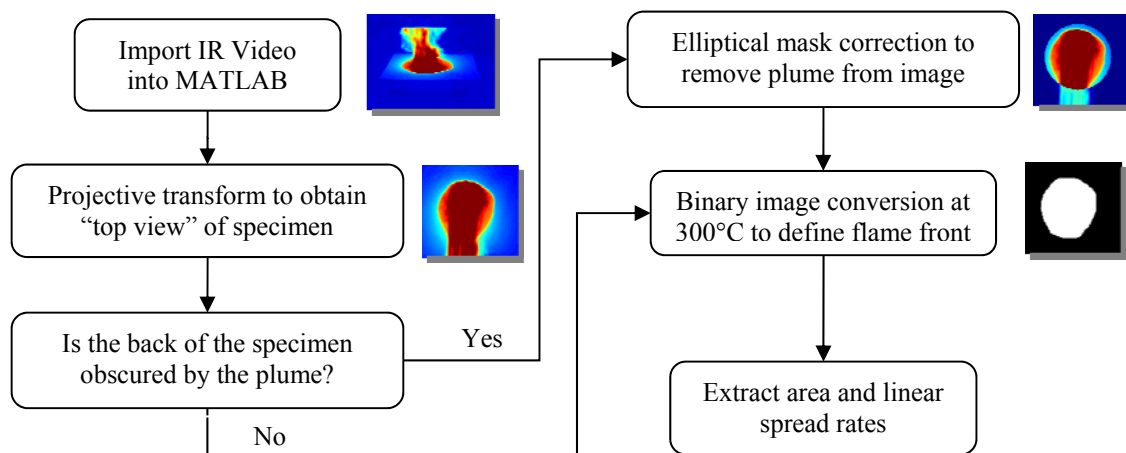 Import IR Video
into MATLAB
Projective transform to obtain
“top view” of specimen
Is the back of the specimen
obscured by the plume?
Yes
No
Elliptical mask correction to
remove plume from image
Binary image conversion at
300°C to define flame front
Extract area and linear
spread rates